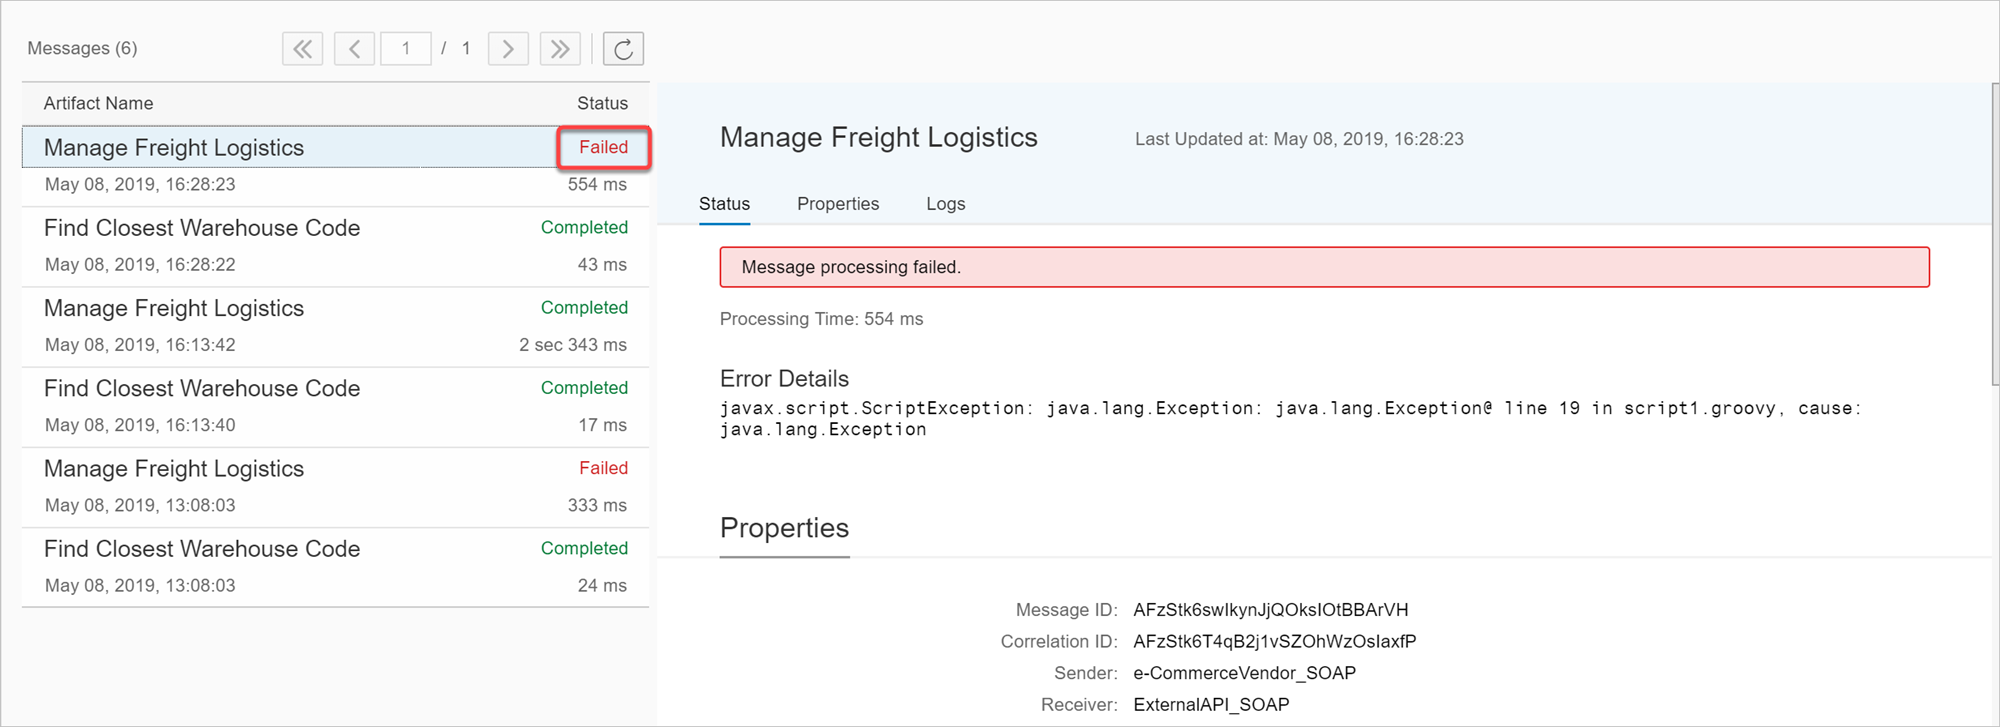 Messages (6)
1 / 1
Artifact Name Status
Manage Freight Logistics Failed
May 08, 2019, 16:28:23 554 ms
Find Closest Warehouse Code Completed
May 08, 2019, 16:28:22 43 ms
Manage Freight Logistics Completed
May 08, 2019, 16:13:42 2 sec 343 ms
Find Closest Warehouse Code Completed
May 08, 2019, 16:13:40 17 ms
Manage Freight Logistics Failed
May 08, 2019, 13:08:03 333 ms
Find Closest Warehouse Code Completed
May 08, 2019, 13:08:03 24 ms
Manage Freight Logistics Last Updated at: May 08, 2019, 16:28:23
Status Properties Logs
Message processing failed.
Processing Time: 554 ms
Error Details
javax.script.ScriptException: java.lang.Exception: java.lang.Exception@ line 19 in script1.groovy, cause:
java.lang.Exception
Properties
Message ID: AFzStk6swIkynJjQOksIOtBBArVH
Correlation ID: AFzStk6T4qB2j1vSZOhWzOsIaxfP
Sender: e-CommerceVendor_SOAP
Receiver: ExternalAPI_SOAP